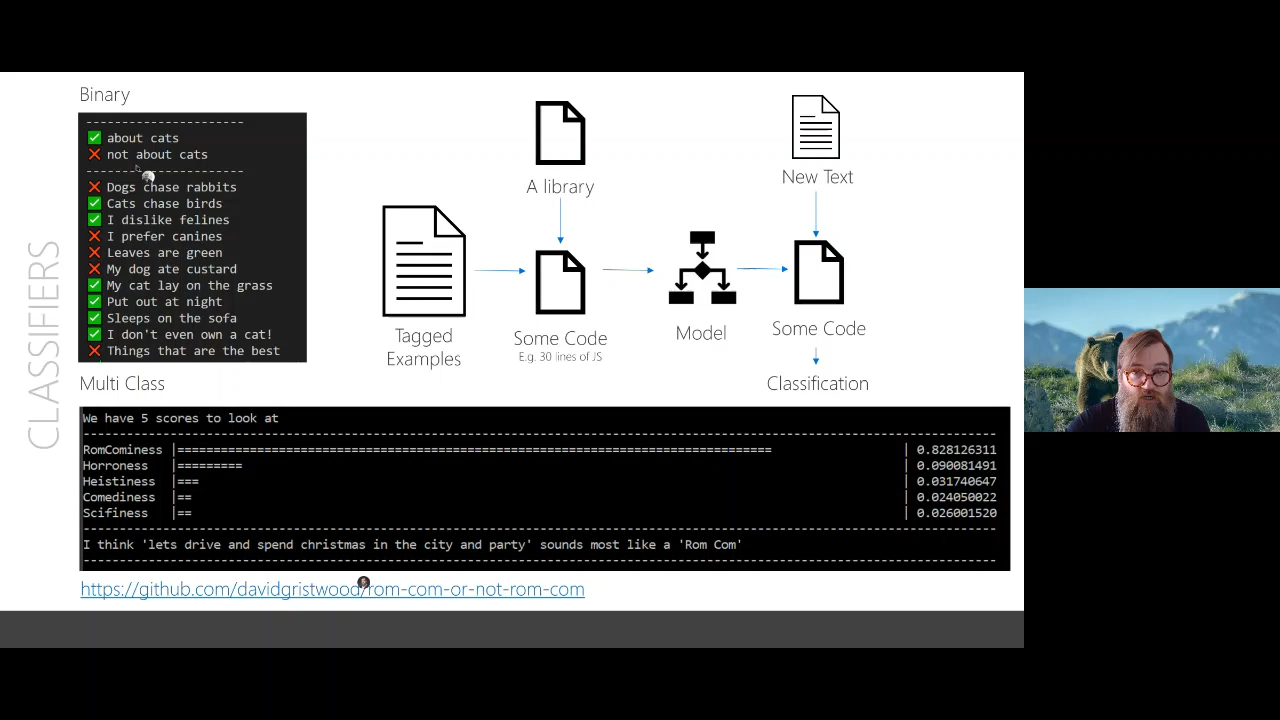 CLASSIFIERS
Binary
----------------------
✅ about cats
❌ not about cats
----------------------
❌ Dogs chase rabbits
✅ Cats chase birds
✅ I dislike felines
❌ I prefer canines
❌ Leaves are green
❌ My dog ate custard
✅ My cat lay on the grass
✅ Put out at night
✅ Sleeps on the sofa
✅ I don't even own a cat!
❌ Things that are the best
A library
New Text
Tagged
Examples
Some Code
E.g. 30 lines of JS
Model
Some Code
Classification
Multi Class
We have 5 scores to look at
RomCominess |==================================================================================| 0.828126311
Horroness |=========| 0.090081491
Heistiness |===| 0.031740647
Comediness |==| 0.024050022
Scifiness |==| 0.026001520
I think 'lets drive and spend christmas in the city and party' sounds most like a 'Rom Com'
https://github.com/davidgristwood/rom-com-or-not-rom-com